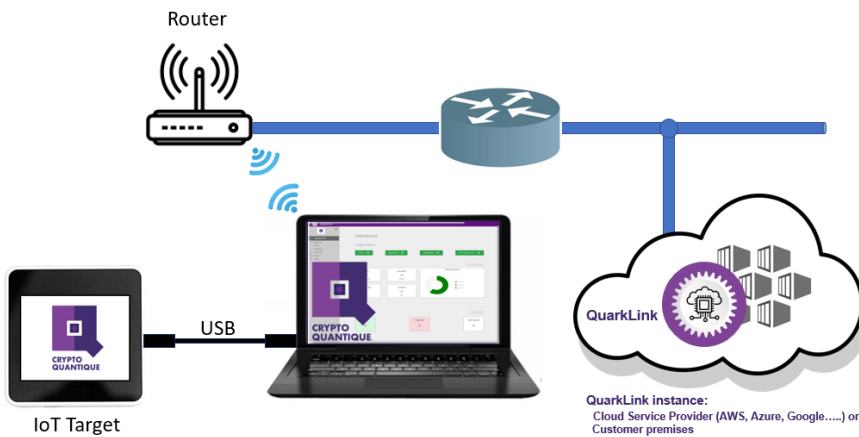 Router
QuarkLink
CRYPTO
QUANTIQUE
USB
CRYPTO
QUANTIQUE
IoT Target
QuarkLink instance:
Cloud Service Provider (AWS, Azure, Google…..) or
Customer premises